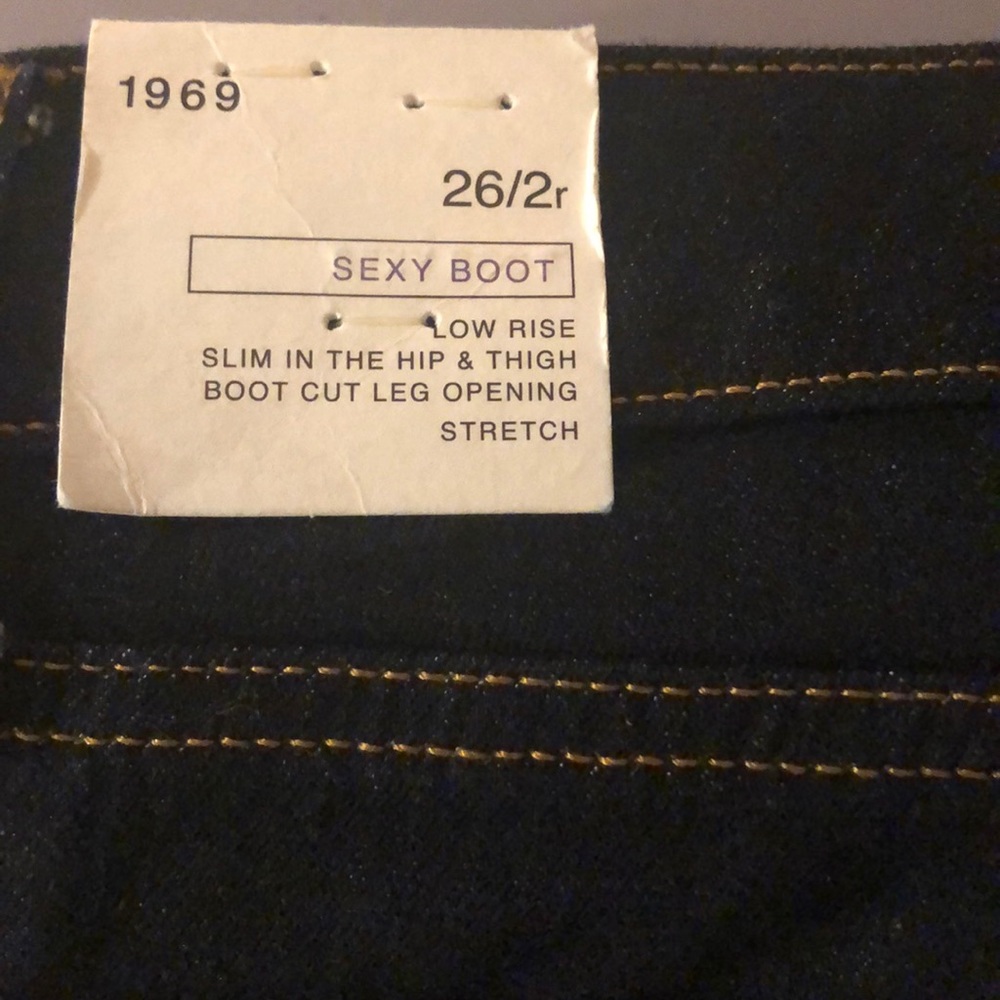 1969
26/2r
SEXY BOOT
LOW RISE
SLIM IN THE HIP & THIGH
BOOT CUT LEG OPENING
STRETCH